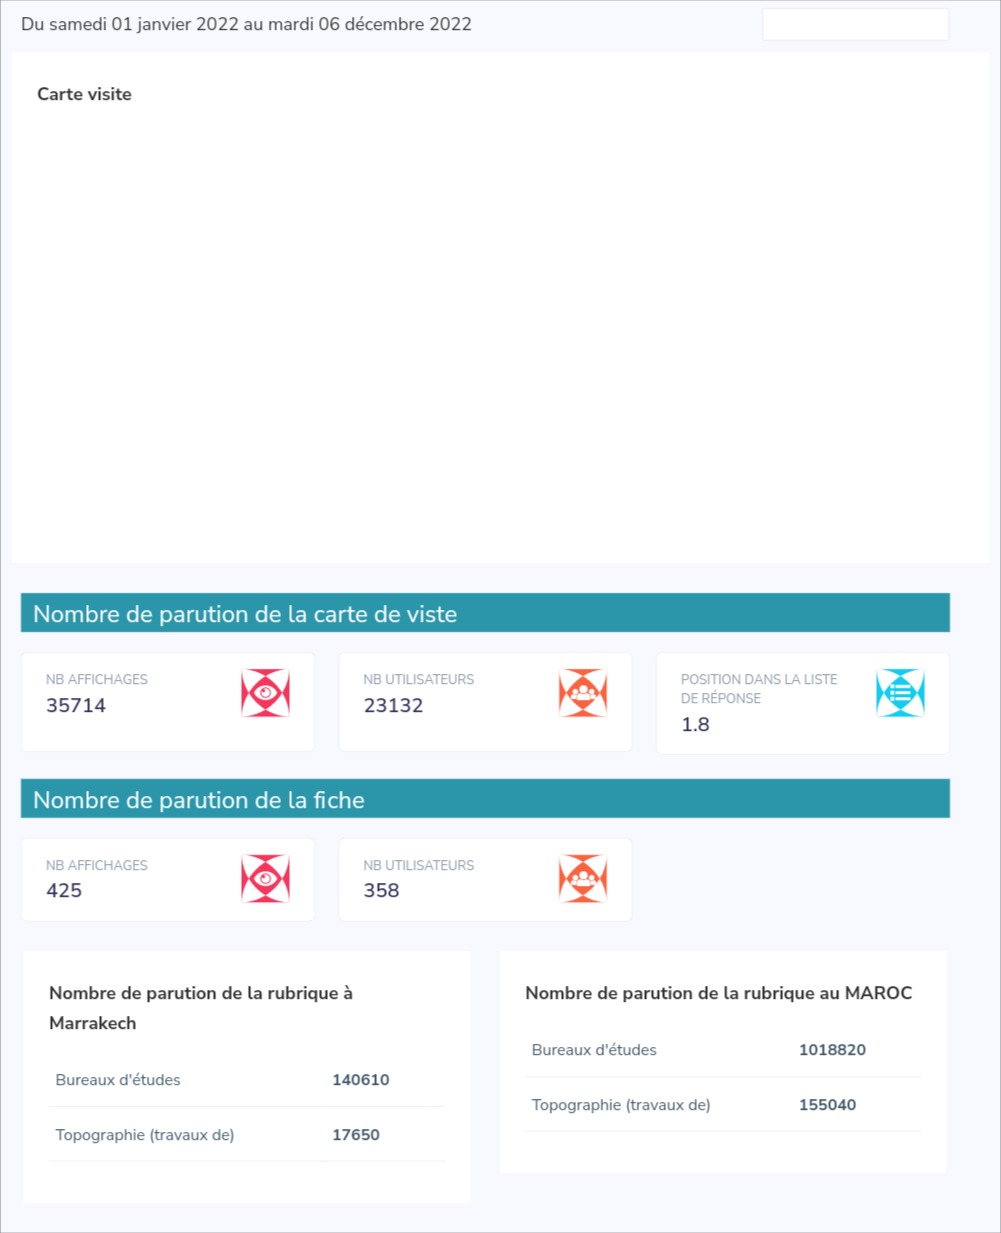 Du samedi 01 janvier 2022 au mardi 06 décembre 2022
Carte visite
Nombre de parution de la carte de viste
NB AFFICHAGES
35714
NB UTILISATEURS
23132
POSITION DANS LA LISTE
DE RÉPONSE
1.8
Nombre de parution de la fiche
NB AFFICHAGES
425
NB UTILISATEURS
358
Nombre de parution de la rubrique à
Marrakech
Bureaux d'études 140610
Topographie (travaux de) 17650
Nombre de parution de la rubrique au MAROC
Bureaux d'études 1018820
Topographie (travaux de) 155040